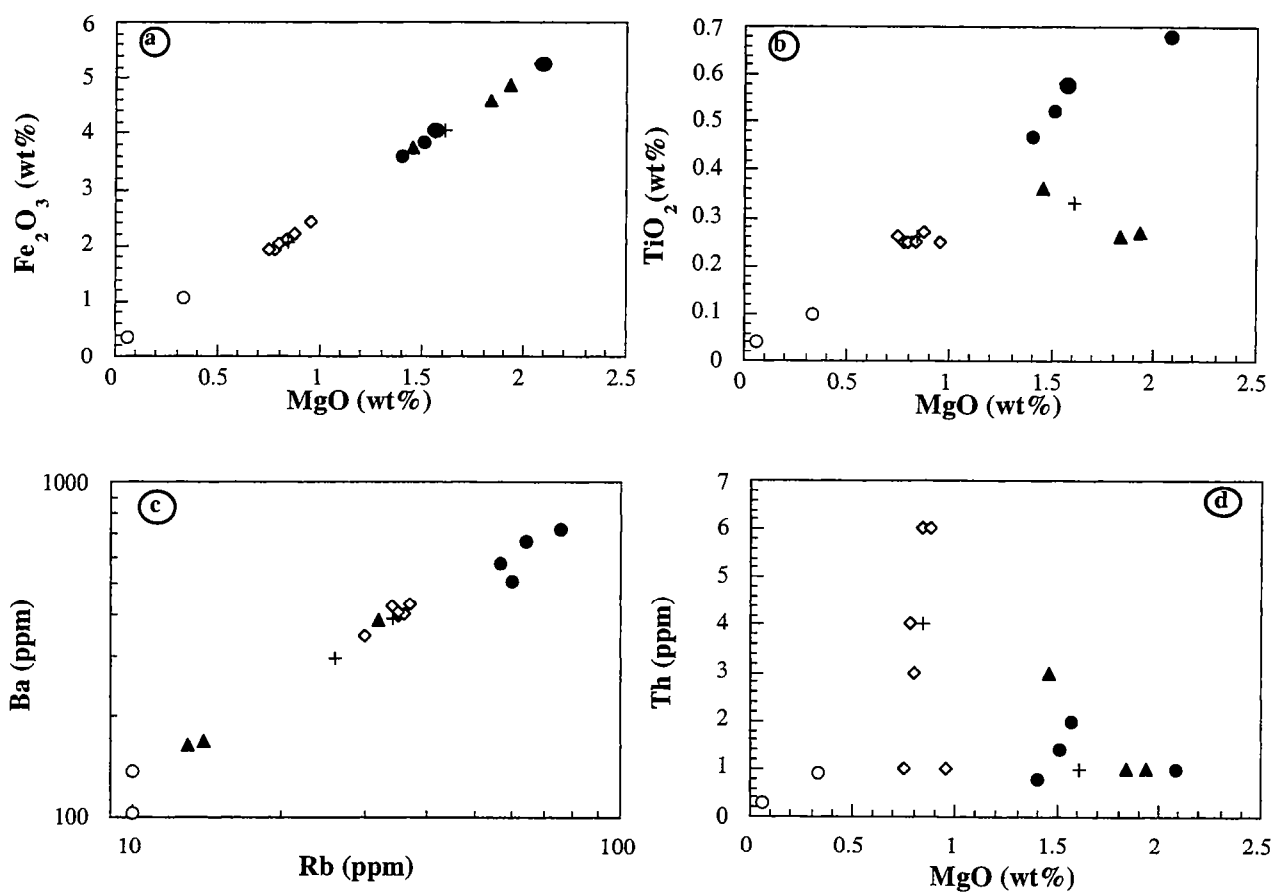 a
6
5
4
3
2
1
0
Fe2O3 (wt%)
0 0.5 1 1.5 2 2.5
MgO (wt%)
b
0.7
0.6
0.5
0.4
0.3
0.2
0.1
0
TiO2 (wt%)
0 0.5 1 1.5 2 2.5
MgO (wt%)
c
1000
100
Ba (ppm)
10 100
Rb (ppm)
d
7
6
5
4
3
2
1
0
Th (ppm)
0 0.5 1 1.5 2 2.5
MgO (wt%)